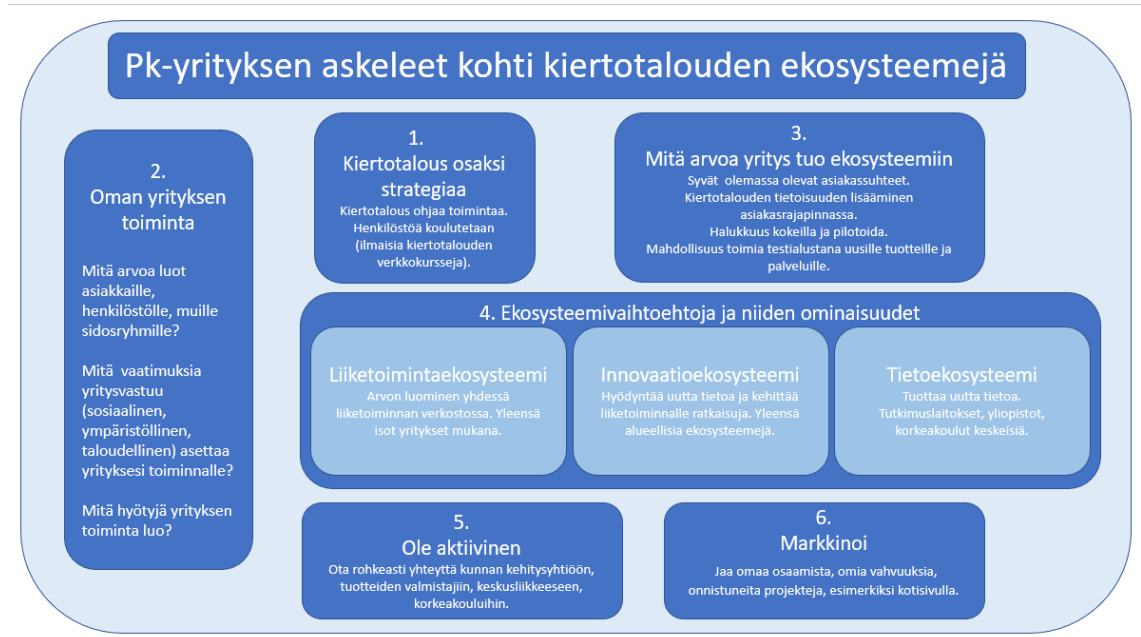 Pk-yrityksen askeleet kohti kiertotalouden ekosysteemejä
1.
Kiertotalous osaksi
strategiaa
Kiertotalous ohjaa toimintaa.
Henkilöstöä koulutetaan
(ilmaisia kiertotalouden
verkkokursseja).
2.
Oman yrityksen
toiminta
Mitä arvoa luot
asiakkaille,
henkilöstölle, muille
sidosryhmille?
Mitä vaatimuksia
yritysvastuu
(sosiaalinen,
ympäristöllinen,
taloudellinen) asettaa
yrityksesi toiminnalle?
Mitä hyötyjä yrityksen
toiminta luo?
3.
Mitä arvoa yritys tuo ekosysteemiin
Syvät olemassa olevat asiakassuhteet.
Kiertotalouden tietoisuuden lisääminen
asiakasrajapinnassa.
Halukkuus kokeilla ja pilotoida.
Mahdollisuus toimia testialustana uusille tuotteille ja
palveluille.
4. Ekosysteemivaihtoehtoja ja niiden ominaisuudet
Liiketoimintaekosysteemi
Arvon luominen yhdessä
liiketoiminnan verkostossa. Yleensä
isot yritykset mukana.
Innovaatioekosysteemi
Hyödyntää uutta tietoa ja kehittää
liiketoiminnalle ratkaisuja. Yleensä
alueellisia ekosysteemejä.
Tietoekosysteemi
Tuottaa uutta tietoa.
Tutkimuslaitokset, yliopistot,
korkeakoulut keskeisiä.
5.
Ole aktiivinen
Ota rohkeasti yhteyttä kunnan kehitysyhtiöön,
tuotteiden valmistajiin, keskusliikkeeseen,
korkeakouluihin.
6.
Markkinoi
Jaa omaa osaamista, omia vahvuuksia,
onnistuneita projekteja, esimerkiksi kotisivulla.